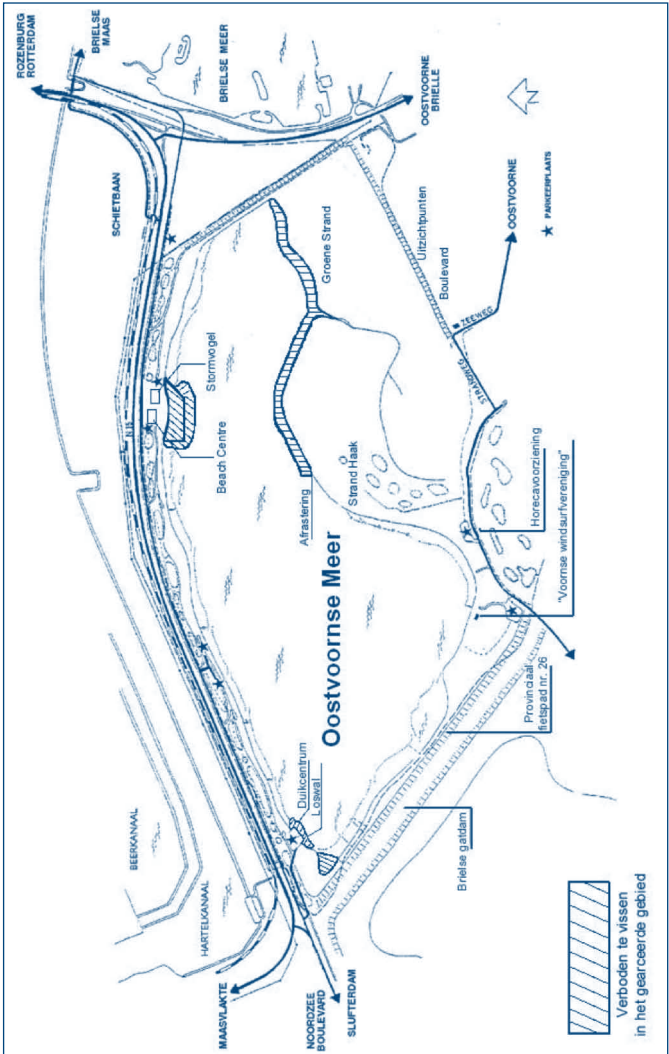 ROZENBURG
ROTTERDAM
BRIELSE
MAAS
BRIELSE MEER
OOSTVOORNE
BRIELLE
N
SCHIETBAAN
Groene Strand
Uitzichtpunten
Boulevard
OOSTVOORNE
★ PARKEERPLAATS
ZEEWEG
STRANDWEG
Stormvogel
N15
Beach Centre
Afrastering
Strand Haak
Horecavoorziening
"Voornse windsurfvereniging"
Oostvoornse Meer
Provinciaal
fietspad nr. 26
Duikcentrum
Loswal
Brielse gatdam
BEERKANAAL
HARTELKANAAL
MAASVLAKTE
NOORDZEE
BOULEVARD
SLUFTERDAM
Verboden te vissen
in het gearceerde gebied